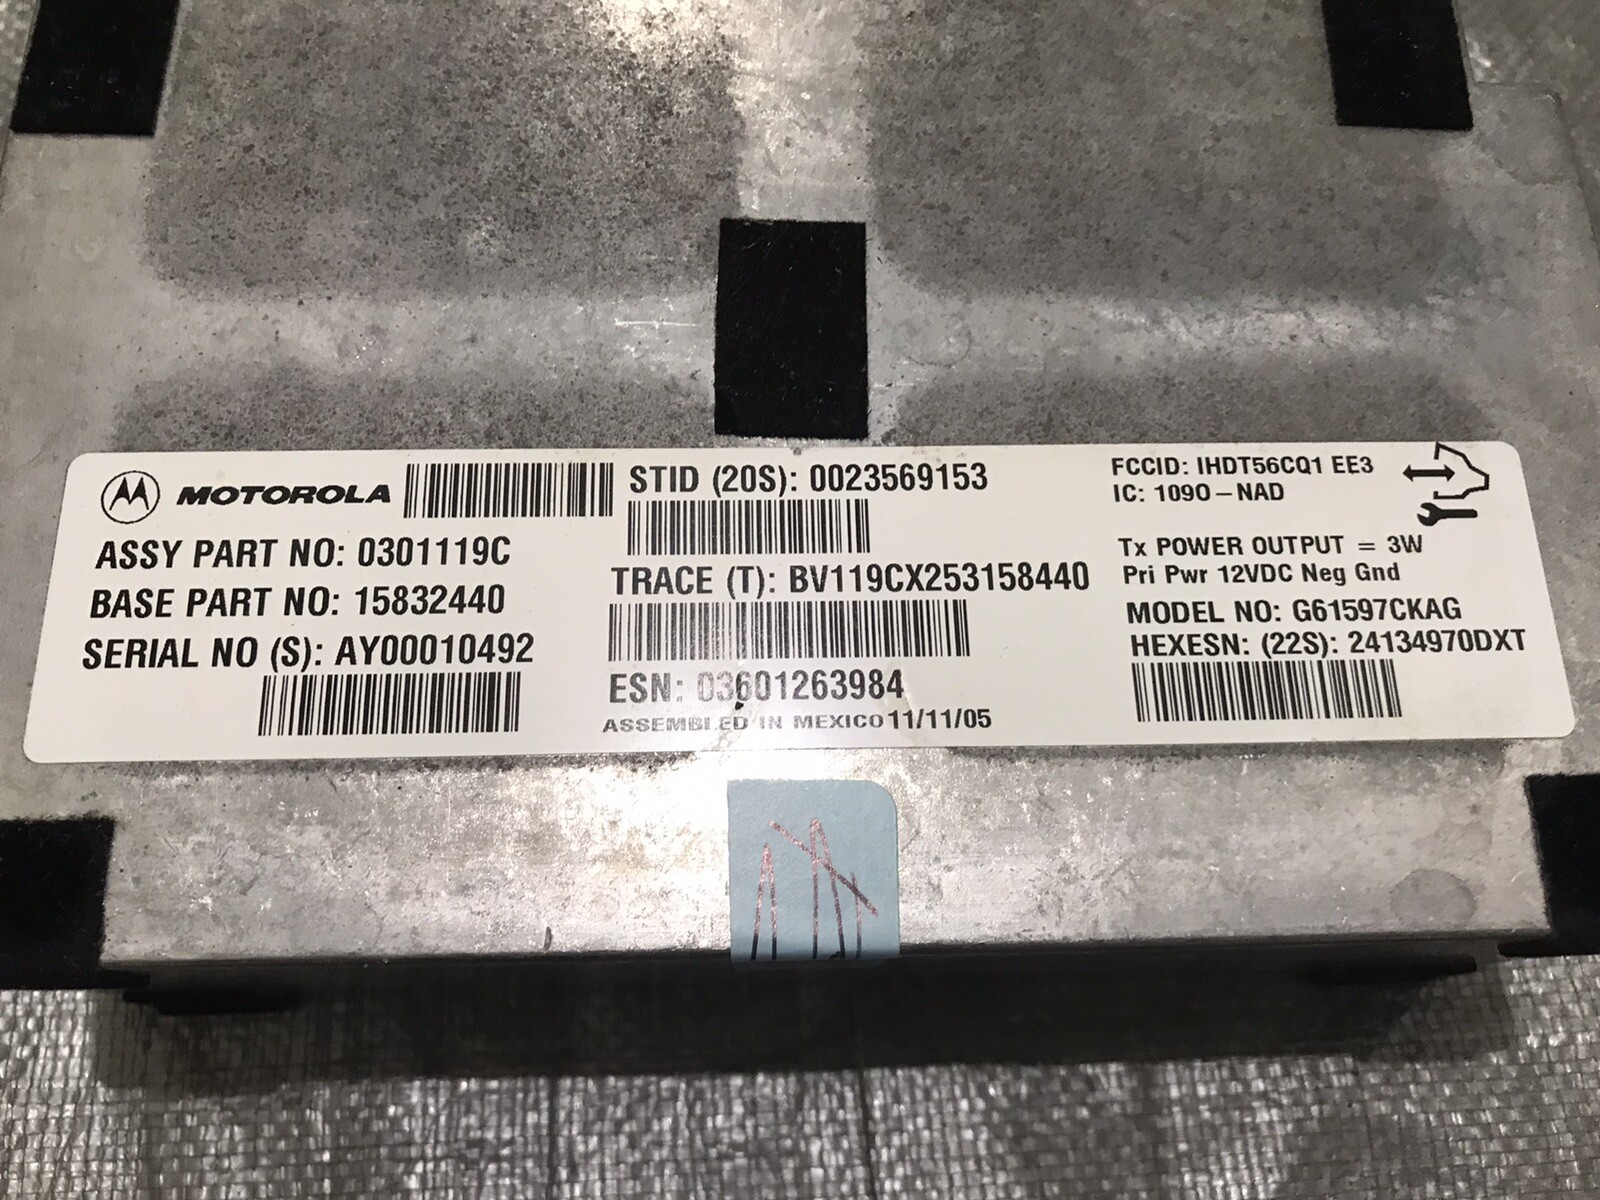 MOTOROLA
ASSY PART NO: 0301119C
BASE PART NO: 15832440
SERIAL NO (S): AY00010492
STID (20S): 0023569153
TRACE (T): BV119CX253158440
ESN: 03601263984
ASSEMBLED IN MEXICO 11/11/05
FCCID: IHDT56CQ1 EE3
IC: 109O – NAD
Tx POWER OUTPUT = 3W
Pri Pwr 12VDC Neg Gnd
MODEL NO: G61597CKAG
HEXESN: (22S): 24134970DXT